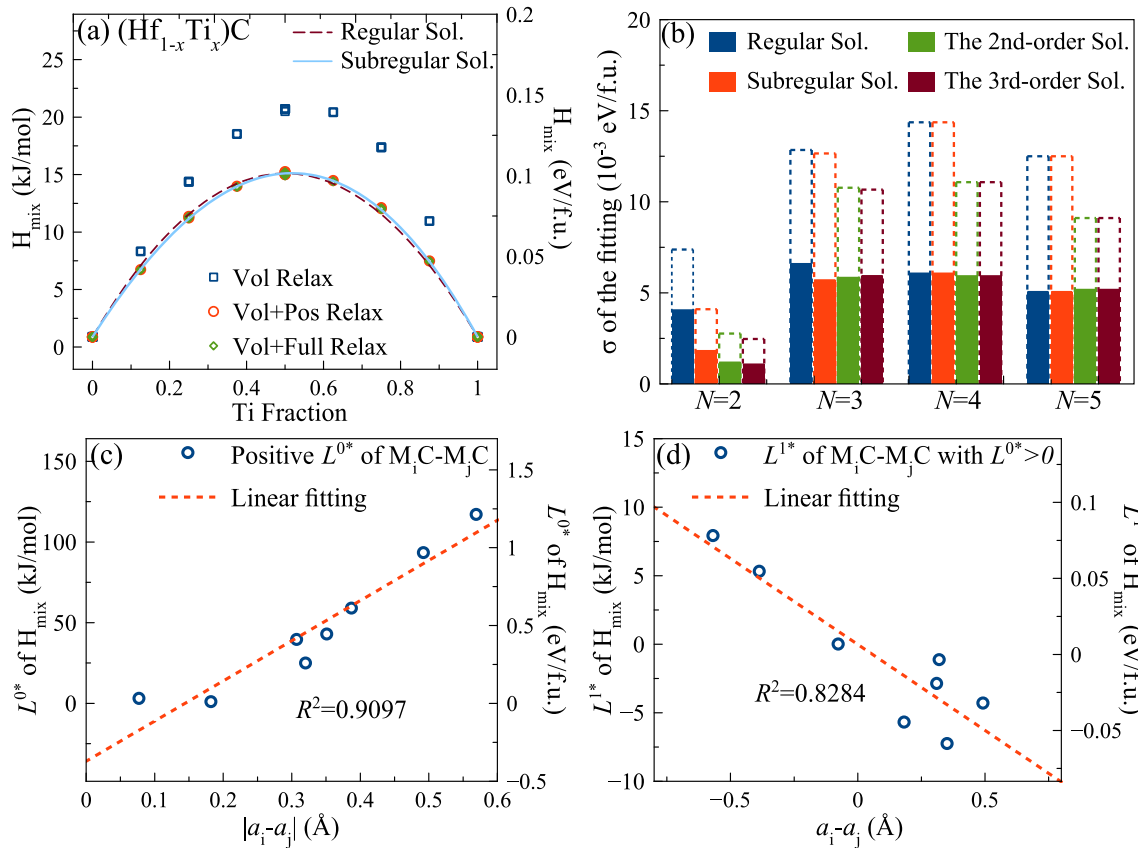 (a) (Hf1-xTix)C
Regular Sol.
Subregular Sol.
Vol Relax
Vol+Pos Relax
Vol+Full Relax
Hmix (kJ/mol)
0
5
10
15
20
25
Hmix (eV/f.u.)
0
0.05
0.1
0.15
0.2
0
0.2
0.4
0.6
0.8
1
Ti Fraction
(b)
Regular Sol.
Subregular Sol.
The 2nd-order Sol.
The 3rd-order Sol.
σ of the fitting (10-3 eV/f.u.)
0
5
10
15
20
N=2
N=3
N=4
N=5
(c)
Positive L0* of MiC-MjC
Linear fitting
R2=0.9097
L0* of Hmix (kJ/mol)
0
50
100
150
L0* of Hmix (eV/f.u.)
−0.5
0
0.5
1
1.5
0
0.1
0.2
0.3
0.4
0.5
0.6
|ai-aj| (Å)
(d)
L1* of MiC-MjC with L0*>0
Linear fitting
R2=0.8284
L1* of Hmix (kJ/mol)
−10
−5
0
5
10
15
of Hmix (eV/f.u.)
−0.05
0
0.05
0.1
−0.5
0
0.5
ai-aj (Å)